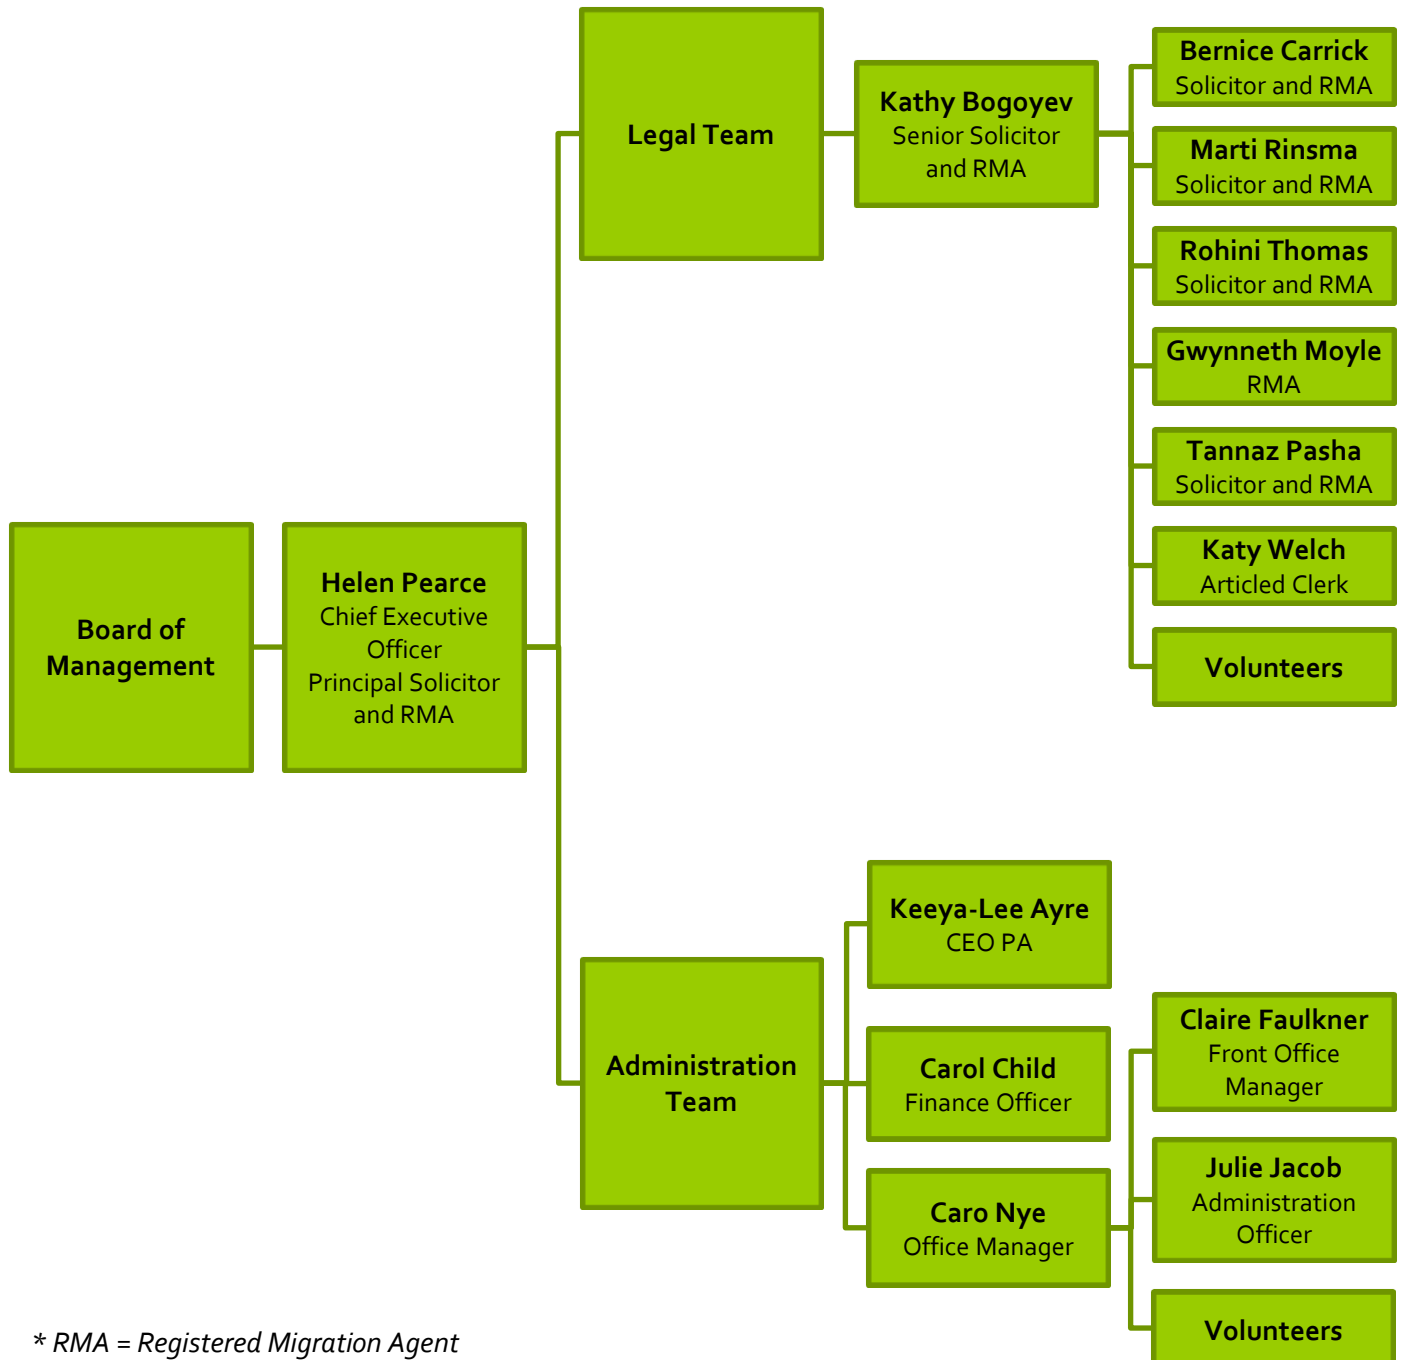 Board of
Management
Helen Pearce
Chief Executive
Officer
Principal Solicitor
and RMA
Legal Team
Kathy Bogoyev
Senior Solicitor
and RMA
Bernice Carrick
Solicitor and RMA
Marti Rinsma
Solicitor and RMA
Rohini Thomas
Solicitor and RMA
Gwynneth Moyle
RMA
Tannaz Pasha
Solicitor and RMA
Katy Welch
Articled Clerk
Volunteers
Administration
Team
Keeya-Lee Ayre
CEO PA
Carol Child
Finance Officer
Caro Nye
Office Manager
Claire Faulkner
Front Office
Manager
Julie Jacob
Administration
Officer
Volunteers
* RMA = Registered Migration Agent